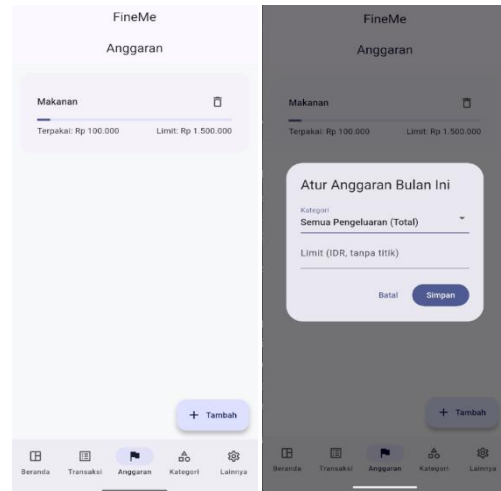 FineMe
Anggaran
Makanan
Terpakai: Rp 100.000 Limit: Rp 1.500.000
+ Tambah
Beranda Transaksi Anggaran Kategori Lainnya
FineMe
Anggaran
Makanan
Terpakai: Rp 100.000 Limit: Rp 1.500.000
Atur Anggaran Bulan Ini
Kategori
Semua Pengeluaran (Total)
Limit (IDR, tanpa titik)
Batal Simpan
+ Tambah
Beranda Transaksi Anggaran Kategori Lainnya